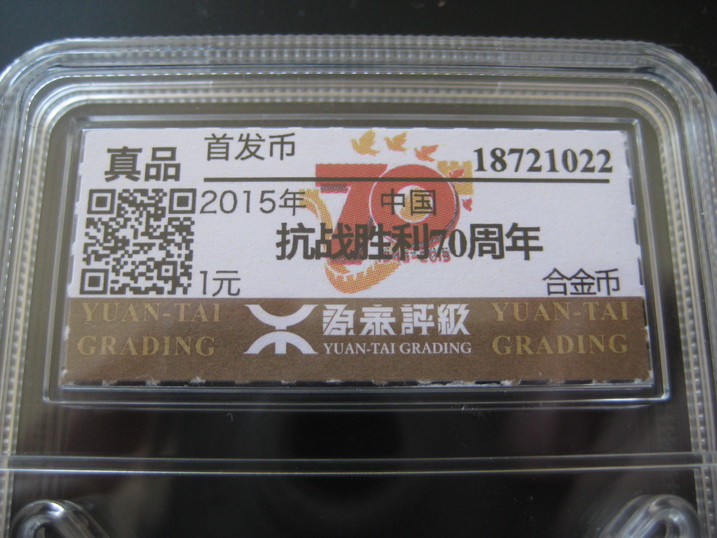 真品
首发币
18721022
2015年
中国
抗战胜利70周年
1元
合金币
YUAN-TAI
GRADING
源泰評級
YUAN-TAI GRADING
YUAN-TAI
GRADING